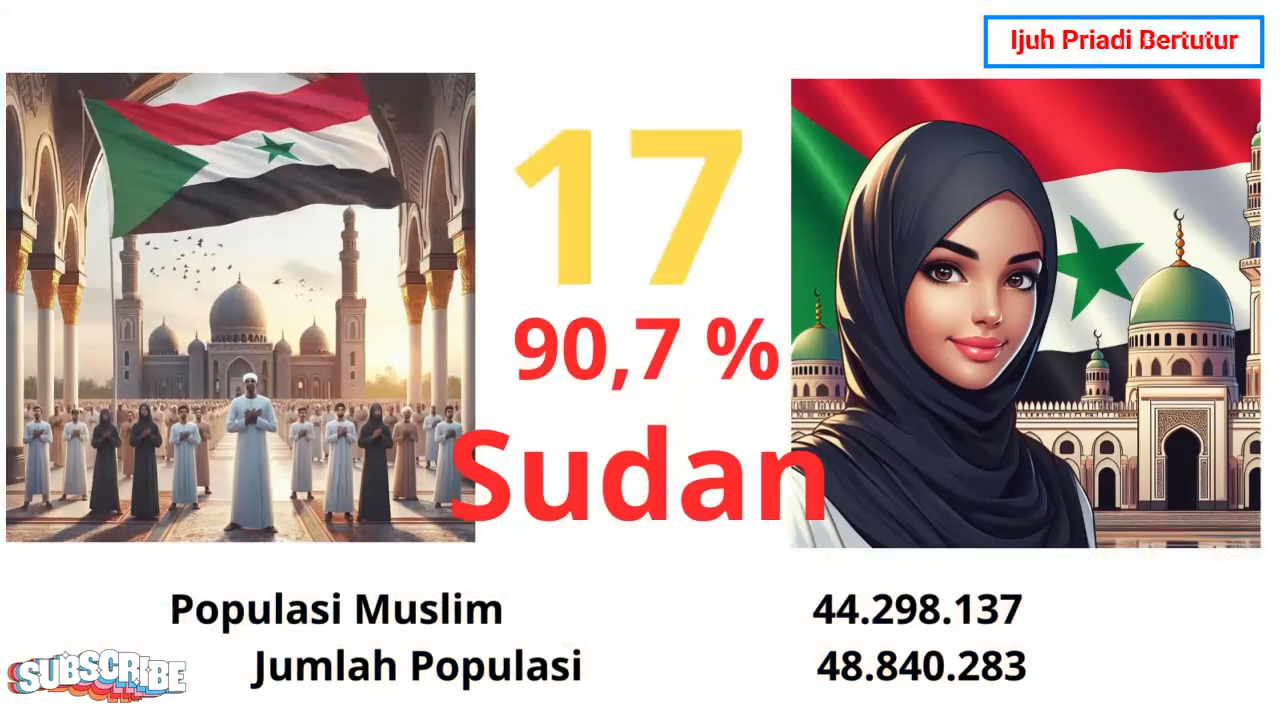 Ijuh Priadi Bertutur
17
90,7 %
Sudan
Populasi Muslim 44.298.137
Jumlah Populasi 48.840.283
SUBSCRIBE